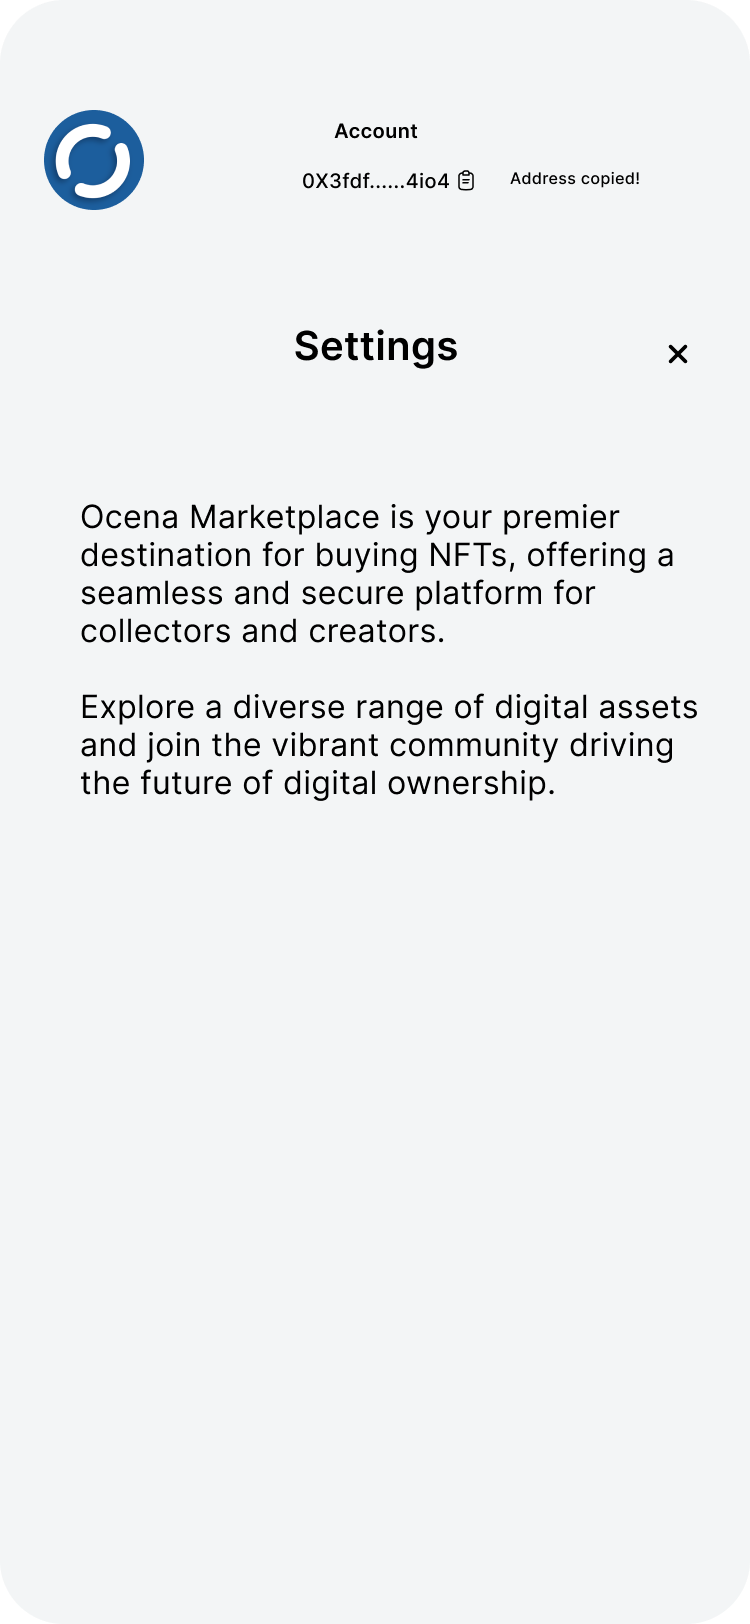 Account
0X3fdf......4io4
Address copied!
Settings
Ocena Marketplace is your premier
destination for buying NFTs, offering a
seamless and secure platform for
collectors and creators.
Explore a diverse range of digital assets
and join the vibrant community driving
the future of digital ownership.